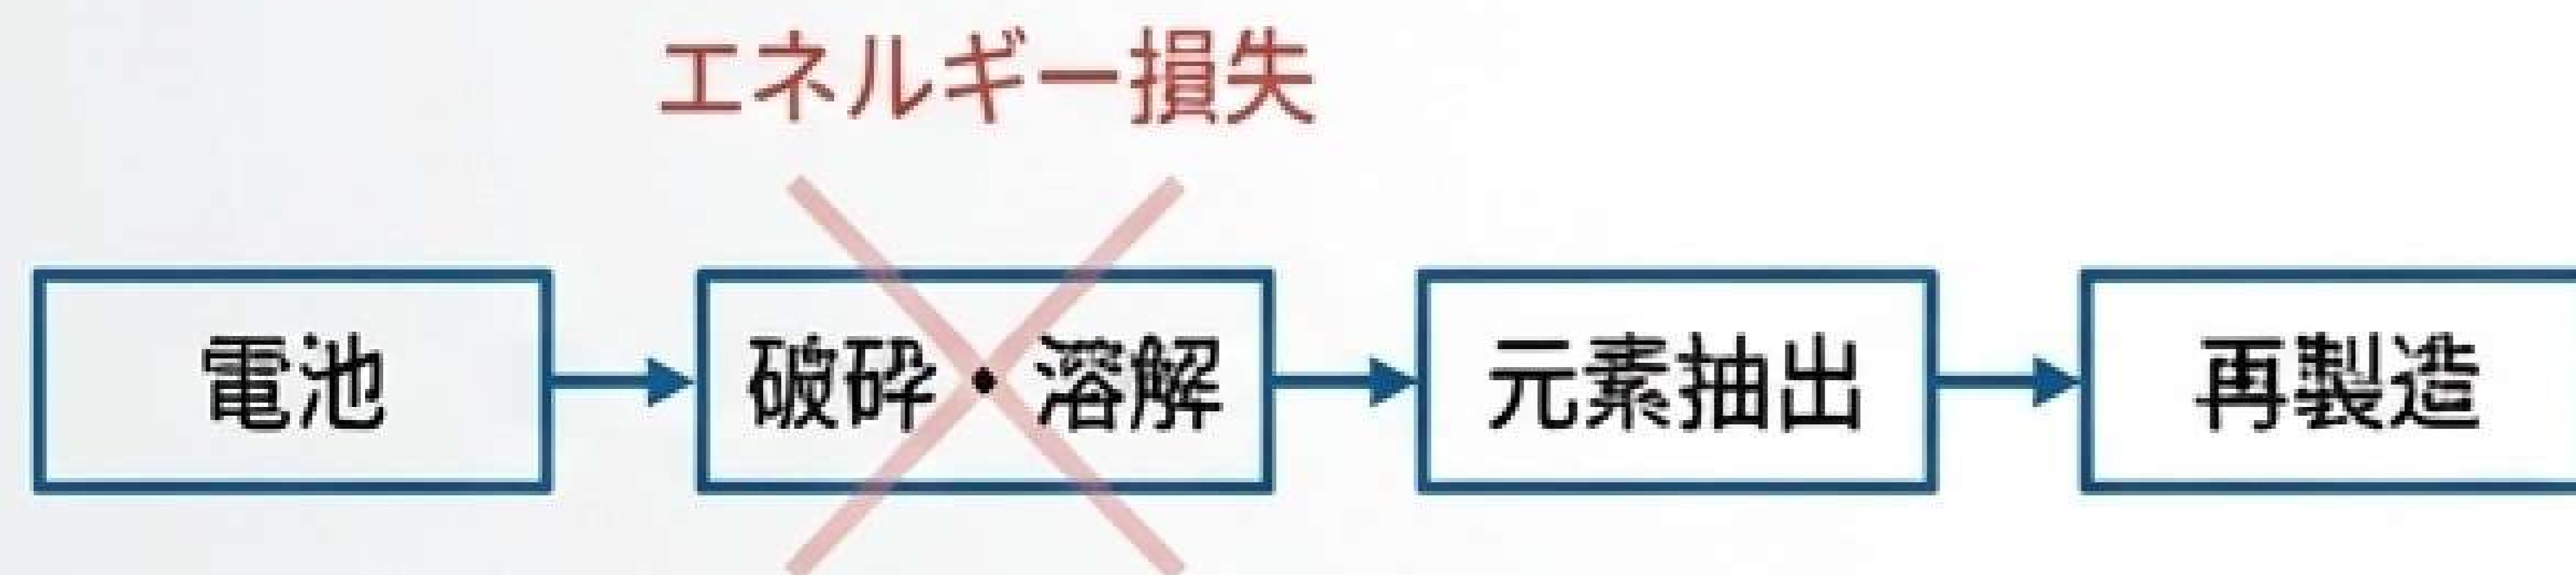 エネルギー損失
電池
破砕・溶解
元素抽出
再製造